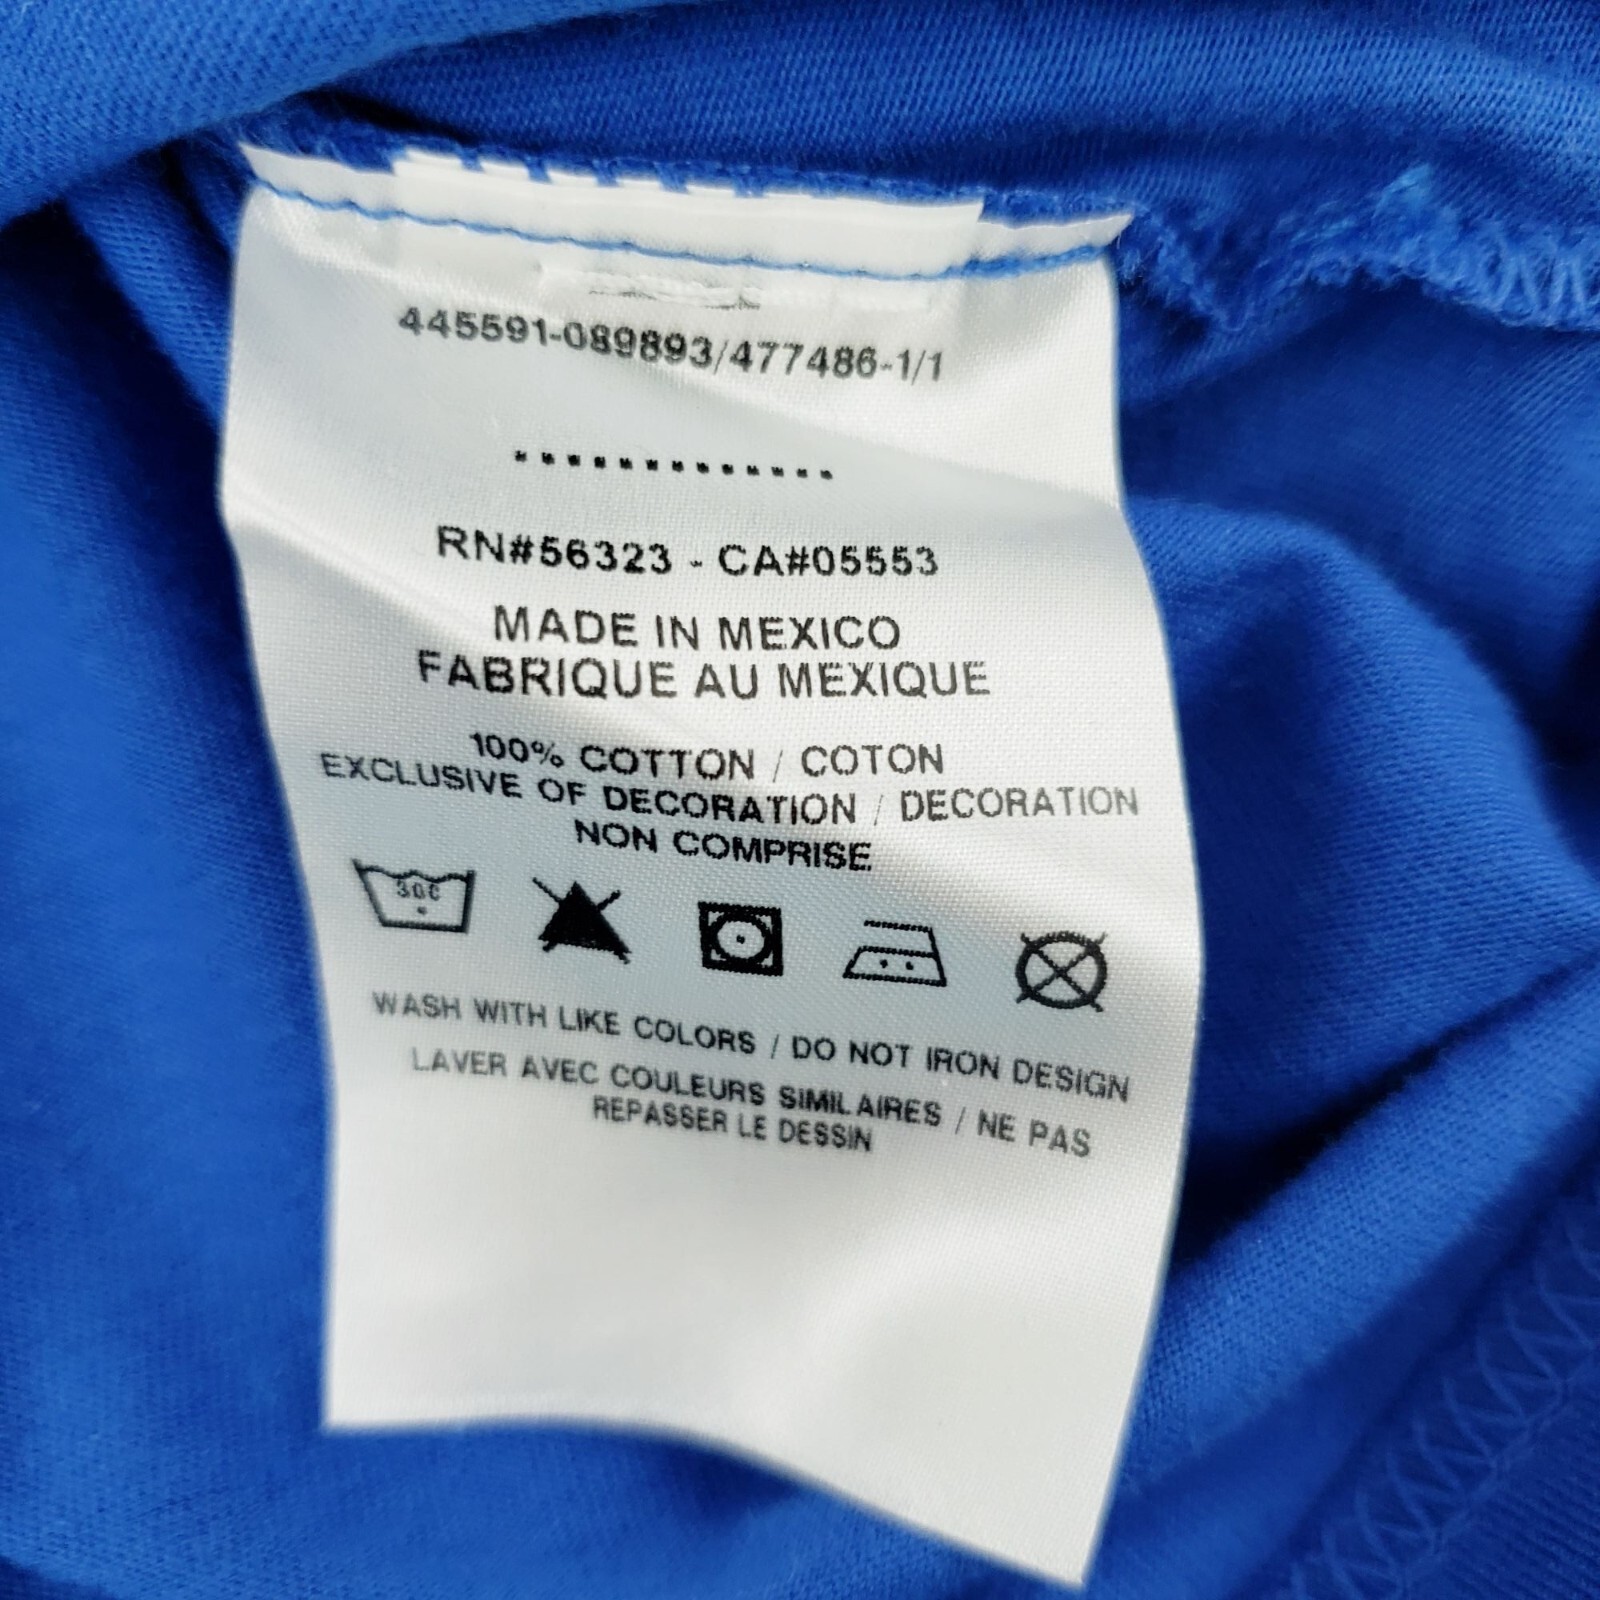 445591-089893/477486-1/1
RN#56323 - CA#05553
MADE IN MEXICO
FABRIQUE AU MEXIQUE
100% COTTON / COTON
EXCLUSIVE OF DECORATION / DECORATION
NON COMPRISE
30C
WASH WITH LIKE COLORS / DO NOT IRON DESIGN
LAVER AVEC COULEURS SIMILAIRES / NE PAS
REPASSER LE DESSIN